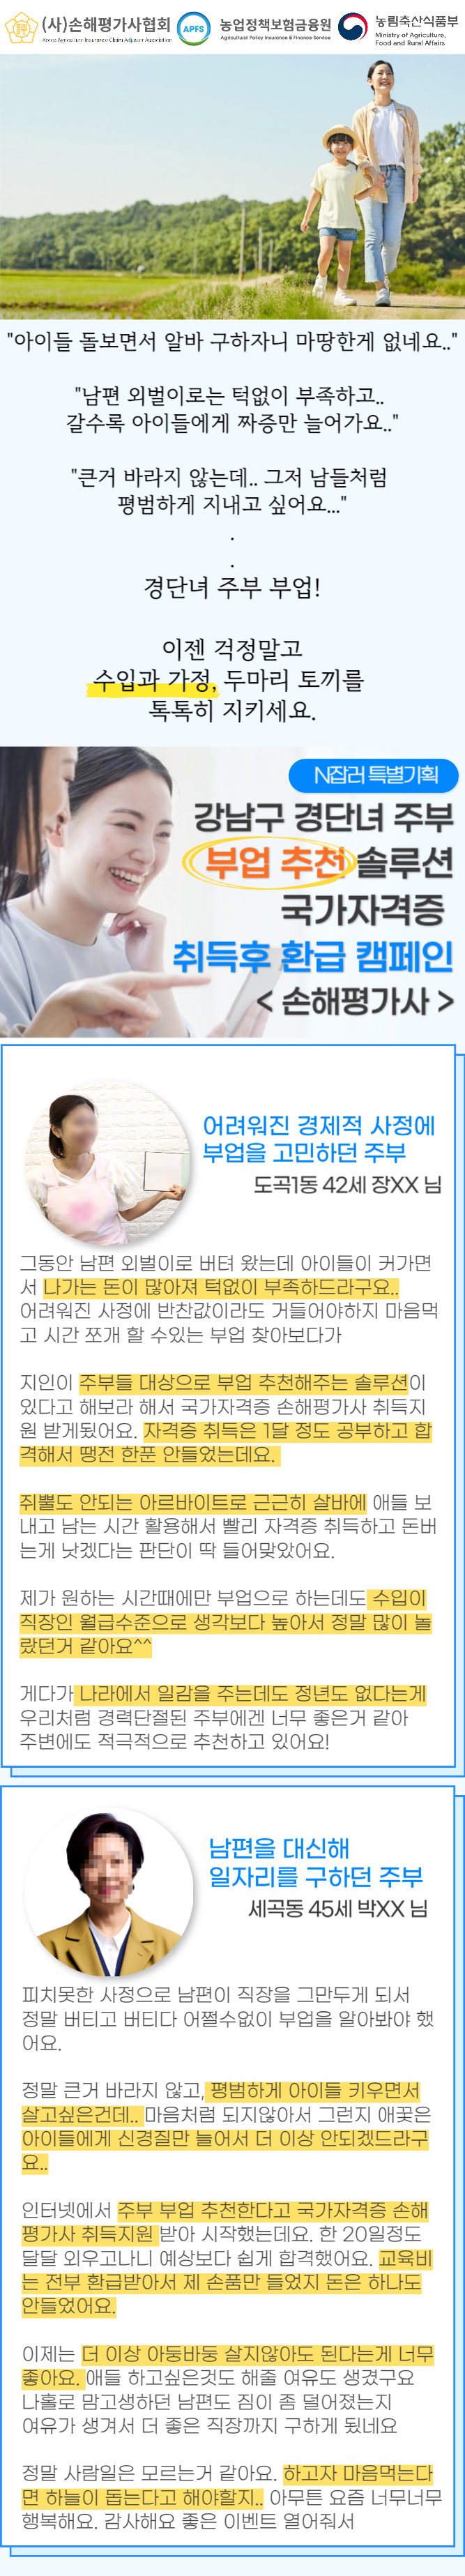 (사)손해평가사협회
Korea Agriculture Insurance Claim Adjuster Association
APFS
농업정책보험금융원
Agricultural Policy Insurance & Finance Service
농림축산식품부
Ministry of Agriculture,
Food and Rural Affairs
"아이들 돌보면서 알바 구하자니 마땅한게 없네요.."
"남편 외벌이로는 턱없이 부족하고..
갈수록 아이들에게 짜증만 늘어가요.."
"큰거 바라지 않는데.. 그저 남들처럼
평범하게 지내고 싶어요..."
.
.
경단녀 주부 부업!
이젠 걱정말고
수입과 가정, 두마리 토끼를
톡톡히 지키세요.
N잡러 특별기획
강남구 경단녀 주부
부업 추천 솔루션
국가자격증
취득후 환급 캠페인
< 손해평가사 >
어려워진 경제적 사정에
부업을 고민하던 주부
도곡1동 42세 장XX 님
그동안 남편 외벌이로 버텨 왔는데 아이들이 커가면
서 나가는 돈이 많아져 턱없이 부족하드라구요..
어려워진 사정에 반찬값이라도 거들어야하지 마음먹
고 시간 쪼개 할 수있는 부업 찾아보다가
지인이 주부들 대상으로 부업 추천해주는 솔루션이
있다고 해보라 해서 국가자격증 손해평가사 취득지
원 받게됬어요. 자격증 취득은 1달 정도 공부하고 합
격해서 땡전 한푼 안들었는데요.
쥐뿔도 안되는 아르바이트로 근근히 살바에 애들 보
내고 남는 시간 활용해서 빨리 자격증 취득하고 돈버
는게 낫겠다는 판단이 딱 들어맞았어요.
제가 원하는 시간때에만 부업으로 하는데도 수입이
직장인 월급수준으로 생각보다 높아서 정말 많이 놀
랐던거 같아요^^
게다가 나라에서 일감을 주는데도 정년도 없다는게
우리처럼 경력단절된 주부에겐 너무 좋은거 같아
주변에도 적극적으로 추천하고 있어요!
남편을 대신해
일자리를 구하던 주부
세곡동 45세 박XX 님
피치못한 사정으로 남편이 직장을 그만두게 되서
정말 버티고 버티다 어쩔수없이 부업을 알아봐야 했
어요.
정말 큰거 바라지 않고, 평범하게 아이들 키우면서
살고싶은건데.. 마음처럼 되지않아서 그런지 애꿎은
아이들에게 신경질만 늘어서 더 이상 안되겠드라구
요..
인터넷에서 주부 부업 추천한다고 국가자격증 손해
평가사 취득지원 받아 시작했는데요. 한 20일정도
달달 외우고나니 예상보다 쉽게 합격했어요. 교육비
는 전부 환급받아서 제 손품만 들었지 돈은 하나도
안들었어요.
이제는 더 이상 아둥바둥 살지않아도 된다는게 너무
좋아요. 애들 하고싶은것도 해줄 여유도 생겼구요
나홀로 맘고생하던 남편도 짐이 좀 덜어졌는지
여유가 생겨서 더 좋은 직장까지 구하게 됬네요
정말 사람일은 모르는거 같아요. 하고자 마음먹는다
면 하늘이 돕는다고 해야할지.. 아무튼 요즘 너무너무
행복해요. 감사해요 좋은 이벤트 열어줘서